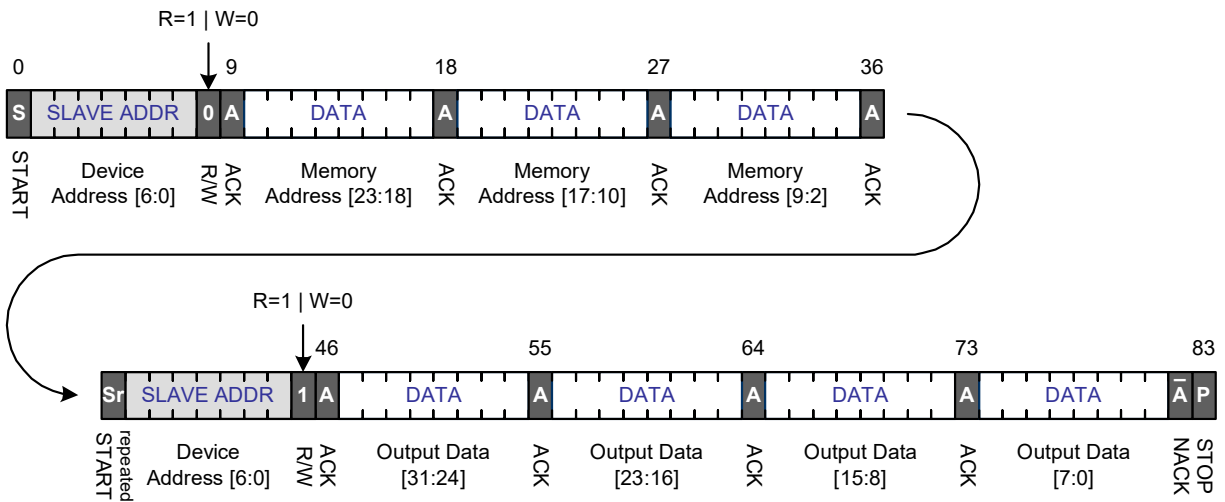 R=1 | W=0
0 9 18 27 36
S SLAVE ADDR 0 A DATA A DATA A DATA A
START Device Address [6:0] R/W ACK Memory Address [23:18] ACK Memory Address [17:10] ACK Memory Address [9:2] ACK
R=1 | W=0
46 55 64 73 83
Sr SLAVE ADDR 1 A DATA A DATA A DATA A DATA A̅ P
repeated START Device Address [6:0] R/W ACK Output Data [31:24] ACK Output Data [23:16] ACK Output Data [15:8] ACK Output Data [7:0] NACK STOP